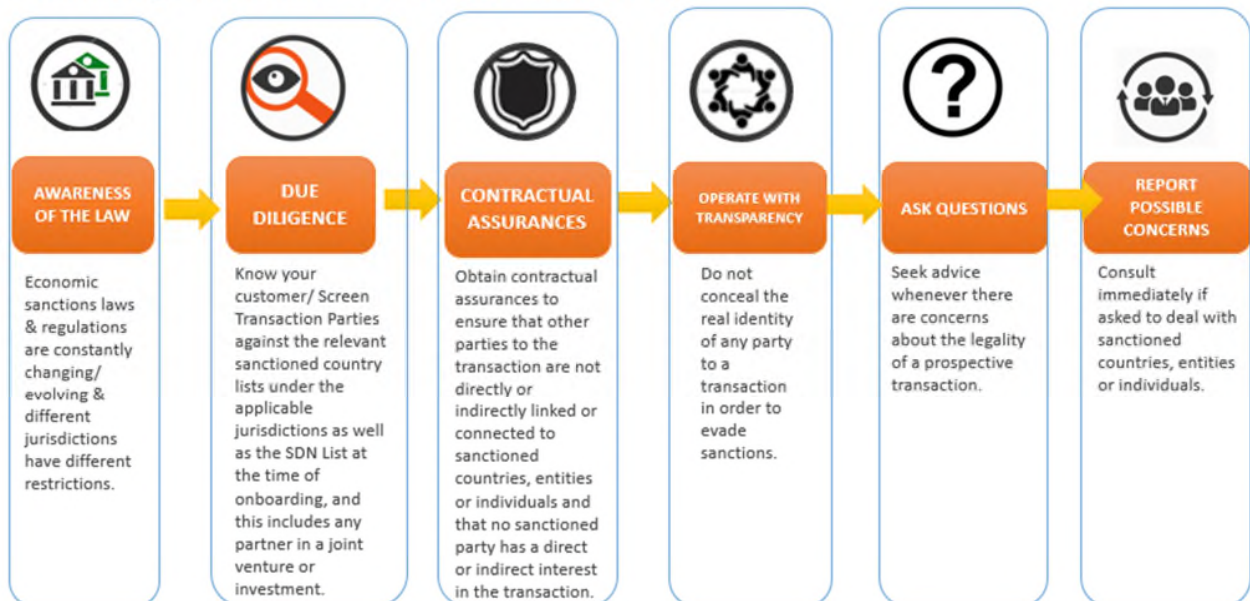 AWARENESS
OF THE LAW
Economic
sanctions laws
& regulations
are constantly
changing/
evolving &
different
jurisdictions
have different
restrictions.
DUE
DILIGENCE
Know your
customer/ Screen
Transaction Parties
against the relevant
sanctioned country
lists under the
applicable
jurisdictions as well
as the SDN List at
the time of
onboarding, and
this includes any
partner in a joint
venture or
investment.
CONTRACTUAL
ASSURANCES
Obtain contractual
assurances to
ensure that other
parties to the
transaction are not
directly or
indirectly linked or
connected to
sanctioned
countries, entities
or individuals and
that no sanctioned
party has a direct
or indirect interest
in the transaction.
OPERATE WITH
TRANSPARENCY
Do not
conceal the
real identity
of any party
to a
transaction
in order to
evade
sanctions.
?
ASK QUESTIONS
Seek advice
whenever there
are concerns
about the legality
of a prospective
transaction.
REPORT
POSSIBLE
CONCERNS
Consult
immediately if
asked to deal with
sanctioned
countries, entities
or individuals.